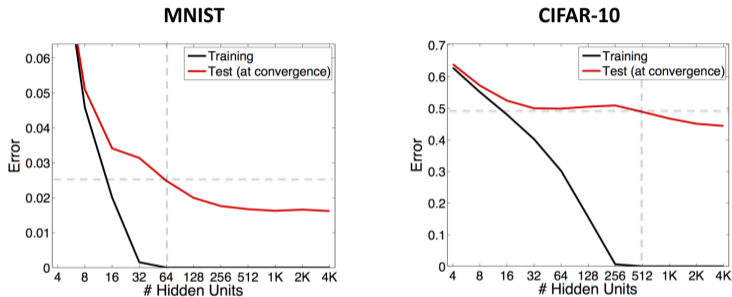 MNIST
Training
Test (at convergence)
Error
0.06
0.05
0.04
0.03
0.02
0.01
0
4 8 16 32 64 128 256 512 1K 2K 4K
# Hidden Units
CIFAR-10
Training
Test (at convergence)
Error
0.7
0.6
0.5
0.4
0.3
0.2
0.1
0
4 8 16 32 64 128 256 512 1K 2K 4K
# Hidden Units